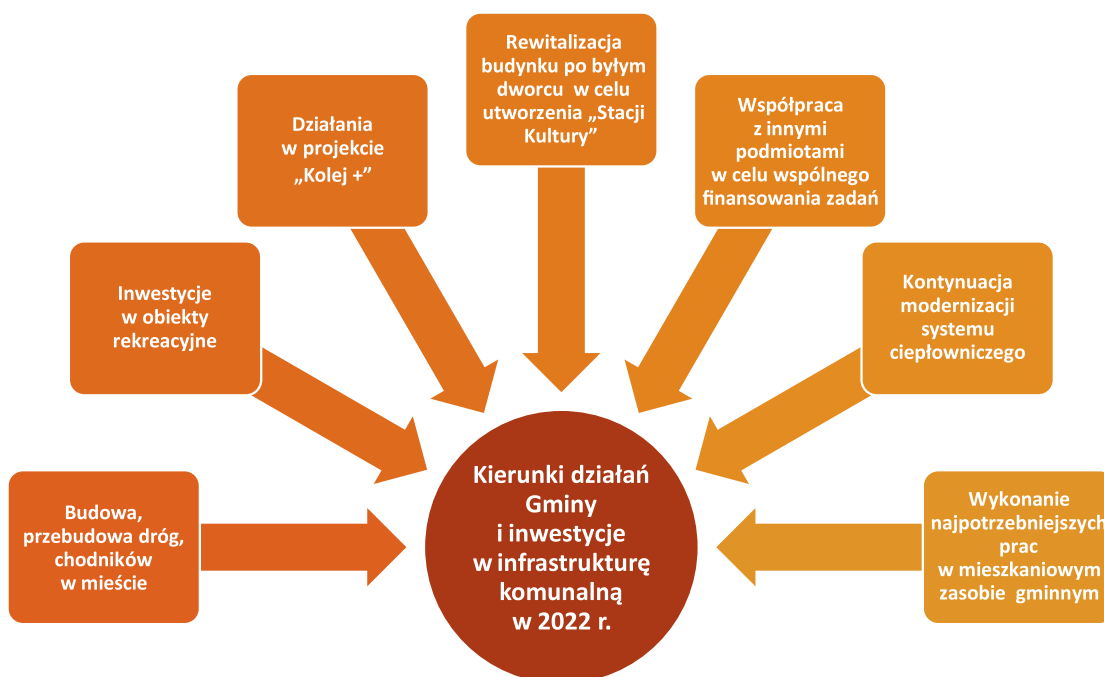 Rewitalizacja
budynku po byłym
dworcu w celu
utworzenia „Stacji
Kultury”
Działania
w projekcie
„Kolej +”
Współpraca
z innymi
podmiotami
w celu wspólnego
finansowania zadań
Inwestycje
w obiekty
rekreacyjne
Kontynuacja
modernizacji
systemu
ciepłowniczego
Budowa,
przebudowa dróg,
chodników
w mieście
Kierunki działań
Gminy
i inwestycje
w infrastrukturę
komunalną
w 2022 r.
Wykonanie
najpotrzebniejszych
prac
w mieszkaniowym
zasobie gminnym